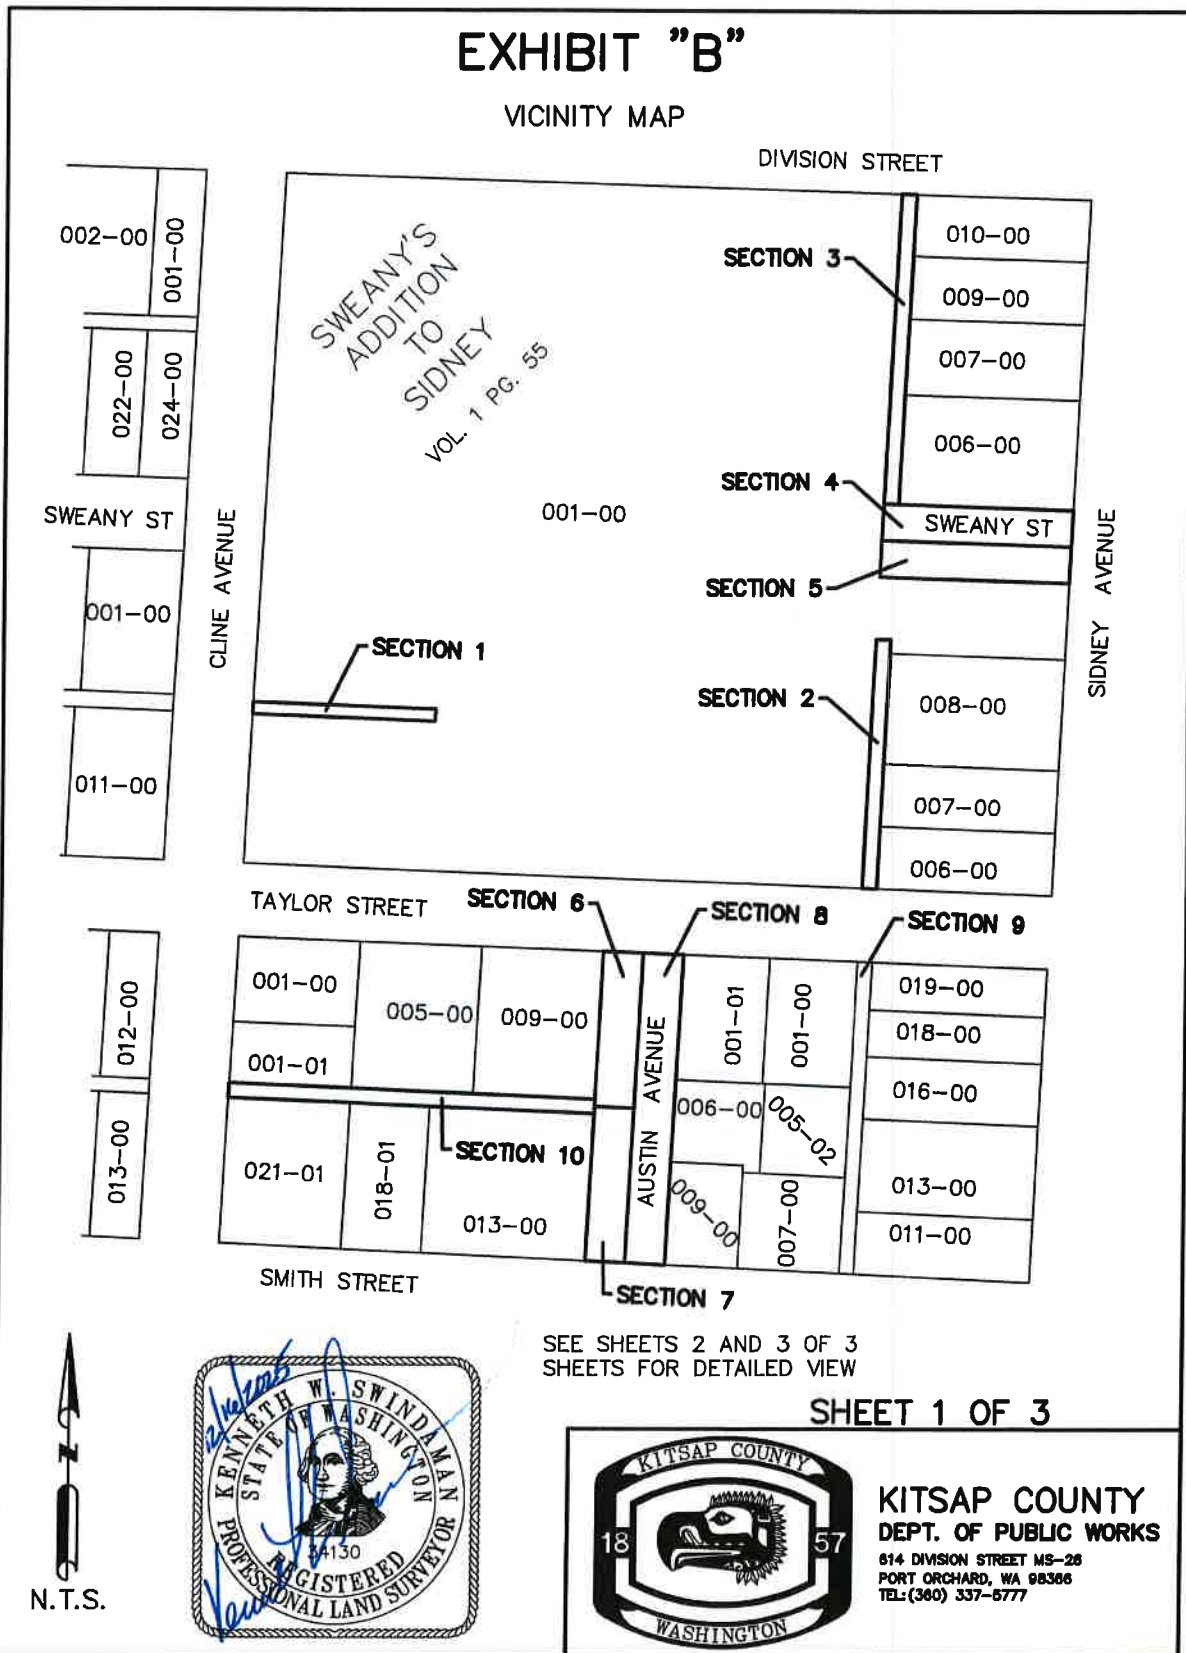 EXHIBIT "B"
VICINITY MAP
DIVISION STREET
002-00
001-00
022-00
024-00
SWEANY ST
001-00
011-00
CLINE AVENUE
SWEANY'S
ADDITION
TO
SIDNEY
VOL. 1 PG. 55
001-00
SECTION 3
010-00
009-00
007-00
006-00
SECTION 4
SWEANY ST
SECTION 5
SIDNEY AVENUE
SECTION 1
SECTION 2
008-00
007-00
006-00
TAYLOR STREET
SECTION 6
SECTION 8
SECTION 9
012-00
013-00
001-00
001-01
005-00
009-00
AUSTIN AVENUE
001-01
001-00
006-00
005-02
009-00
007-00
019-00
018-00
016-00
013-00
011-00
SECTION 10
021-01
018-01
013-00
SMITH STREET
SECTION 7
SEE SHEETS 2 AND 3 OF 3
SHEETS FOR DETAILED VIEW
SHEET 1 OF 3
N
N.T.S.
12/16/2025
KENNETH W. SWINDAMAN
STATE OF WASHINGTON
34130
REGISTERED
PROFESSIONAL LAND SURVEYOR
KITSAP COUNTY
18 57
WASHINGTON
KITSAP COUNTY
DEPT. OF PUBLIC WORKS
614 DIVISION STREET MS-26
PORT ORCHARD, WA 98366
TEL:(360) 337-5777